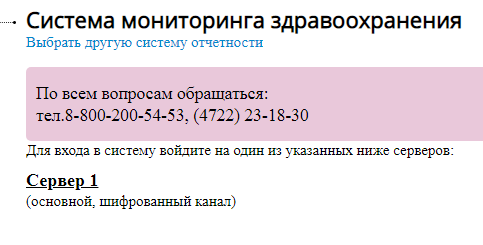 Система мониторинга здравоохранения
Выбрать другую систему отчетности
По всем вопросам обращаться:
тел.8-800-200-54-53, (4722) 23-18-30
Для входа в систему войдите на один из указанных ниже серверов:
Сервер 1
(основной, шифрованный канал)